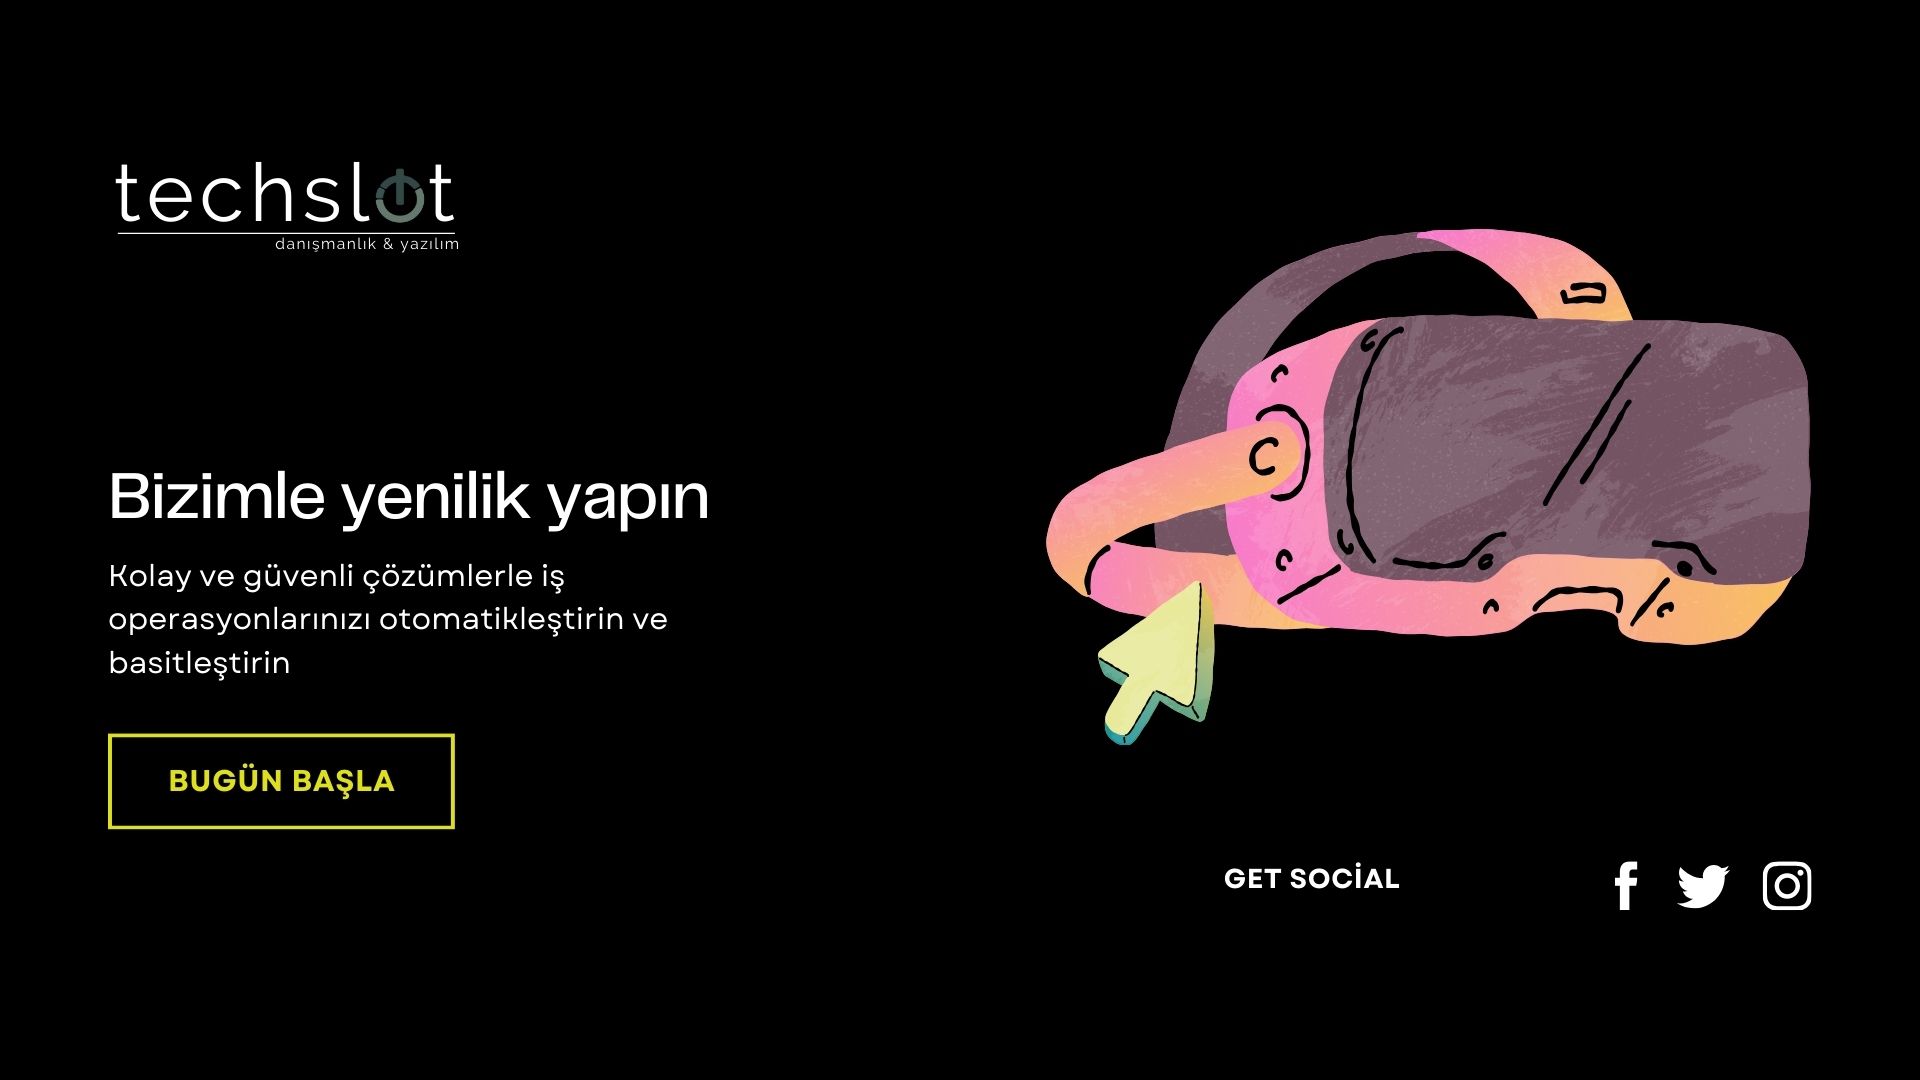 techslot
danışmanlık & yazılım
Bizimle yenilik yapın
Kolay ve güvenli çözümlerle iş
operasyonlarınızı otomatikleştirin ve
basitleştirin
BUGÜN BAŞLA
GET SOCİAL